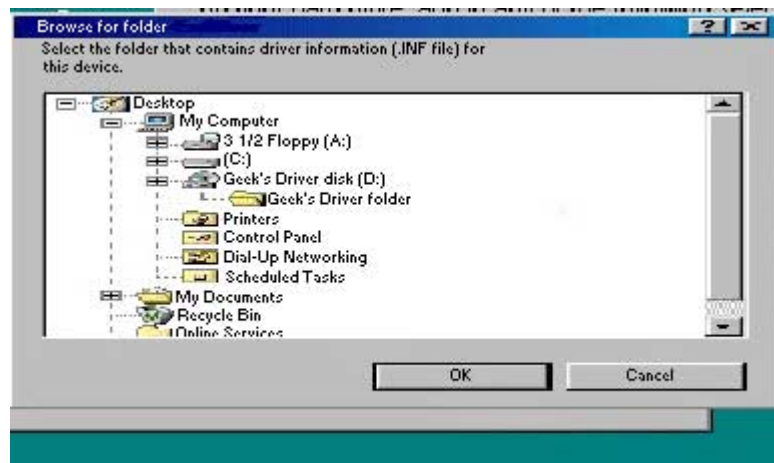 Browse for folder
Select the folder that contains driver information (.INF file) for
this device.
Desktop
My Computer
3 1/2 Floppy (A:)
(C:)
Geek's Driver disk (D:)
Geek's Driver folder
Printers
Control Panel
Dial-Up Networking
Scheduled Tasks
My Documents
Recycle Bin
Online Services
OK Cancel